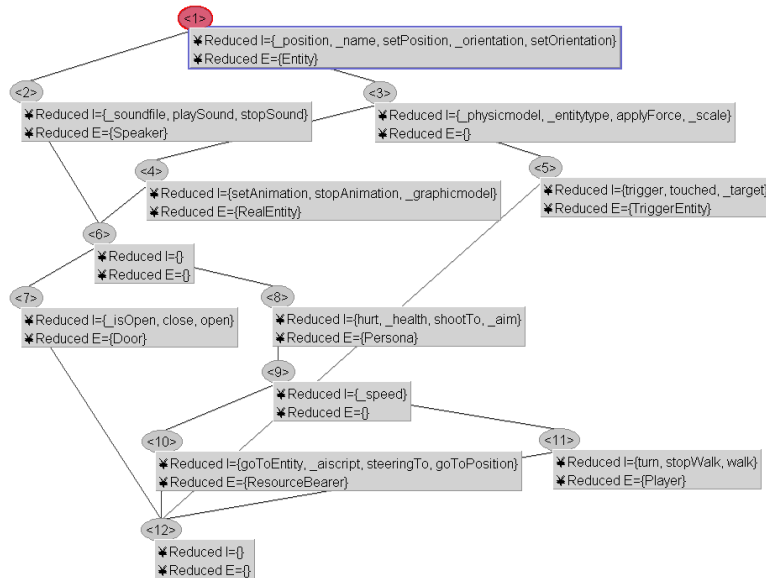 <1>
¥Reduced I={_position, _name, setPosition, _orientation, setOrientation}
¥Reduced E={Entity}
<2>
<3>
¥Reduced I={_soundfile, playSound, stopSound}
¥Reduced E={Speaker}
¥Reduced I={_physicmodel, _entitytype, applyForce, _scale}
¥Reduced E={}
<4>
<5>
¥Reduced I={setAnimation, stopAnimation, _graphicmodel}
¥Reduced E={RealEntity}
¥Reduced I={trigger, touched, _target}
¥Reduced E={TriggerEntity}
<6>
¥Reduced I={}
¥Reduced E={}
<7>
<8>
¥Reduced I={_isOpen, close, open}
¥Reduced E={Door}
¥Reduced I={hurt, _health, shootTo, _aim}
¥Reduced E={Persona}
<9>
¥Reduced I={_speed}
¥Reduced E={}
<10>
<11>
¥Reduced I={goToEntity, _aiscript, steeringTo, goToPosition}
¥Reduced E={ResourceBearer}
¥Reduced I={turn, stopWalk, walk}
¥Reduced E={Player}
<12>
¥Reduced I={}
¥Reduced E={}